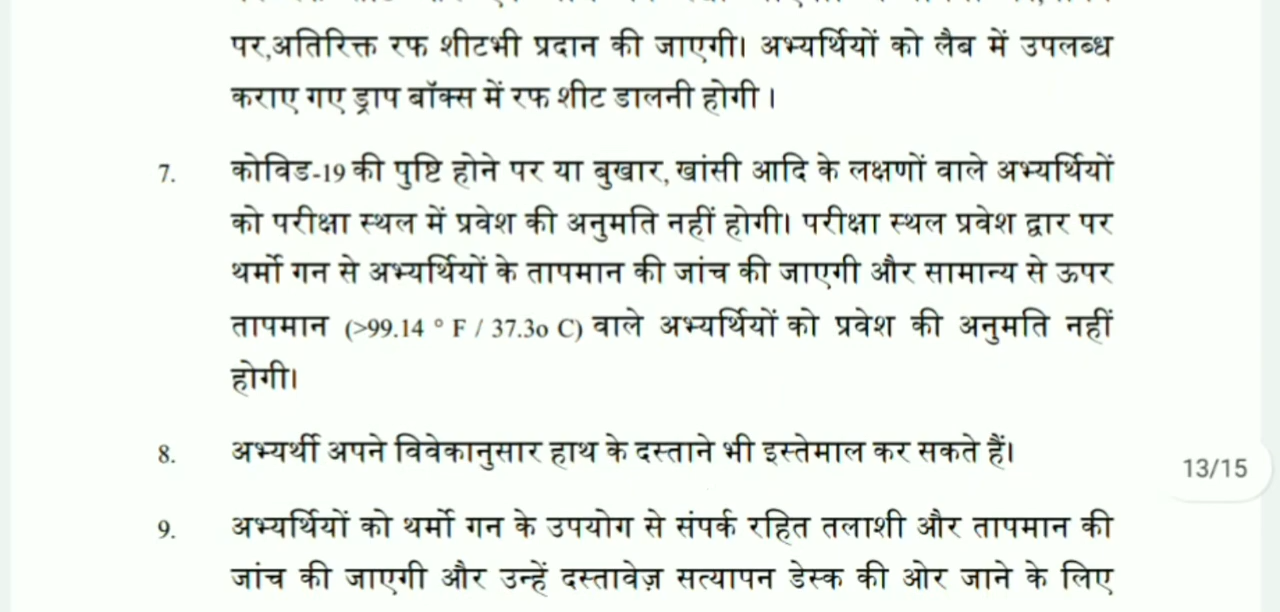 पर,अतिरिक्त रफ शीटभी प्रदान की जाएगी। अभ्यर्थियों को लैब में उपलब्ध
कराए गए ड्राप बॉक्स में रफ शीट डालनी होगी।
7. कोविड-19 की पुष्टि होने पर या बुखार, खांसी आदि के लक्षणों वाले अभ्यर्थियों
को परीक्षा स्थल में प्रवेश की अनुमति नहीं होगी। परीक्षा स्थल प्रवेश द्वार पर
थर्मो गन से अभ्यर्थियों के तापमान की जांच की जाएगी और सामान्य से ऊपर
तापमान (>99.14 ° F / 37.3o C) वाले अभ्यर्थियों को प्रवेश की अनुमति नहीं
होगी।
8. अभ्यर्थी अपने विवेकानुसार हाथ के दस्ताने भी इस्तेमाल कर सकते हैं।
13/15
9. अभ्यर्थियों को थर्मो गन के उपयोग से संपर्क रहित तलाशी और तापमान की
जांच की जाएगी और उन्हें दस्तावेज़ सत्यापन डेस्क की ओर जाने के लिए